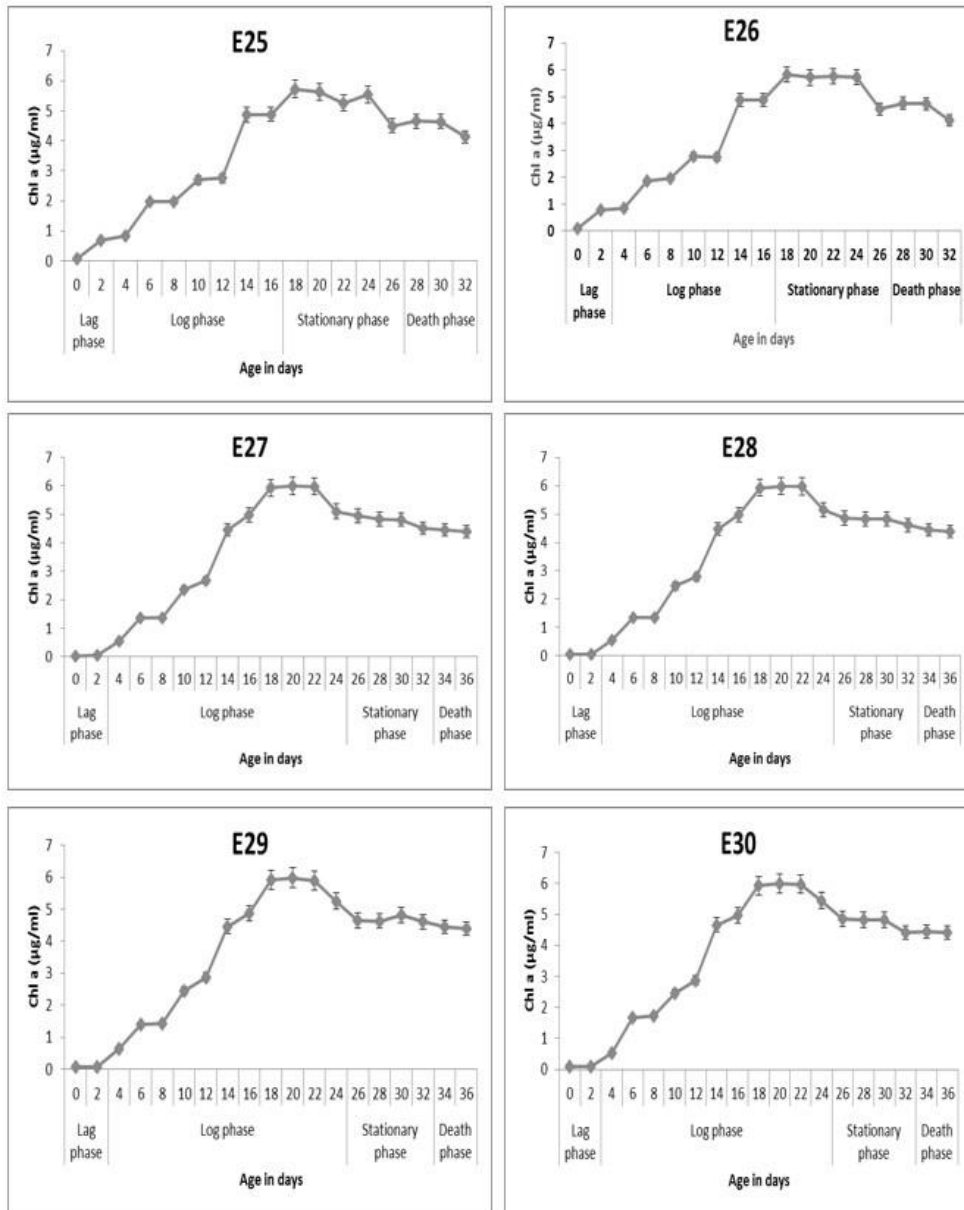 E25
7
6
5
4
3
2
1
0
Chl a (µg/ml)
0 2 4 6 8 10 12 14 16 18 20 22 24 26 28 30 32
Lag phase Log phase Stationary phase Death phase
Age in days
E26
7
6
5
4
3
2
1
0
Chl a (µg/ml)
0 2 4 6 8 10 12 14 16 18 20 22 24 26 28 30 32
Lag phase Log phase Stationary phase Death phase
Age in days
E27
7
6
5
4
3
2
1
0
Chl a (µg/ml)
0 2 4 6 8 10 12 14 16 18 20 22 24 26 28 30 32 34 36
Lag phase Log phase Stationary phase Death phase
Age in days
E28
7
6
5
4
3
2
1
0
Chl a (µg/ml)
0 2 4 6 8 10 12 14 16 18 20 22 24 26 28 30 32 34 36
Lag phase Log phase Stationary phase Death phase
Age in days
E29
7
6
5
4
3
2
1
0
Chl a (µg/ml)
0 2 4 6 8 10 12 14 16 18 20 22 24 26 28 30 32 34 36
Lag phase Log phase Stationary phase Death phase
Age in days
E30
7
6
5
4
3
2
1
0
Chl a (µg/ml)
0 2 4 6 8 10 12 14 16 18 20 22 24 26 28 30 32 34 36
Lag phase Log phase Stationary phase Death phase
Age in days